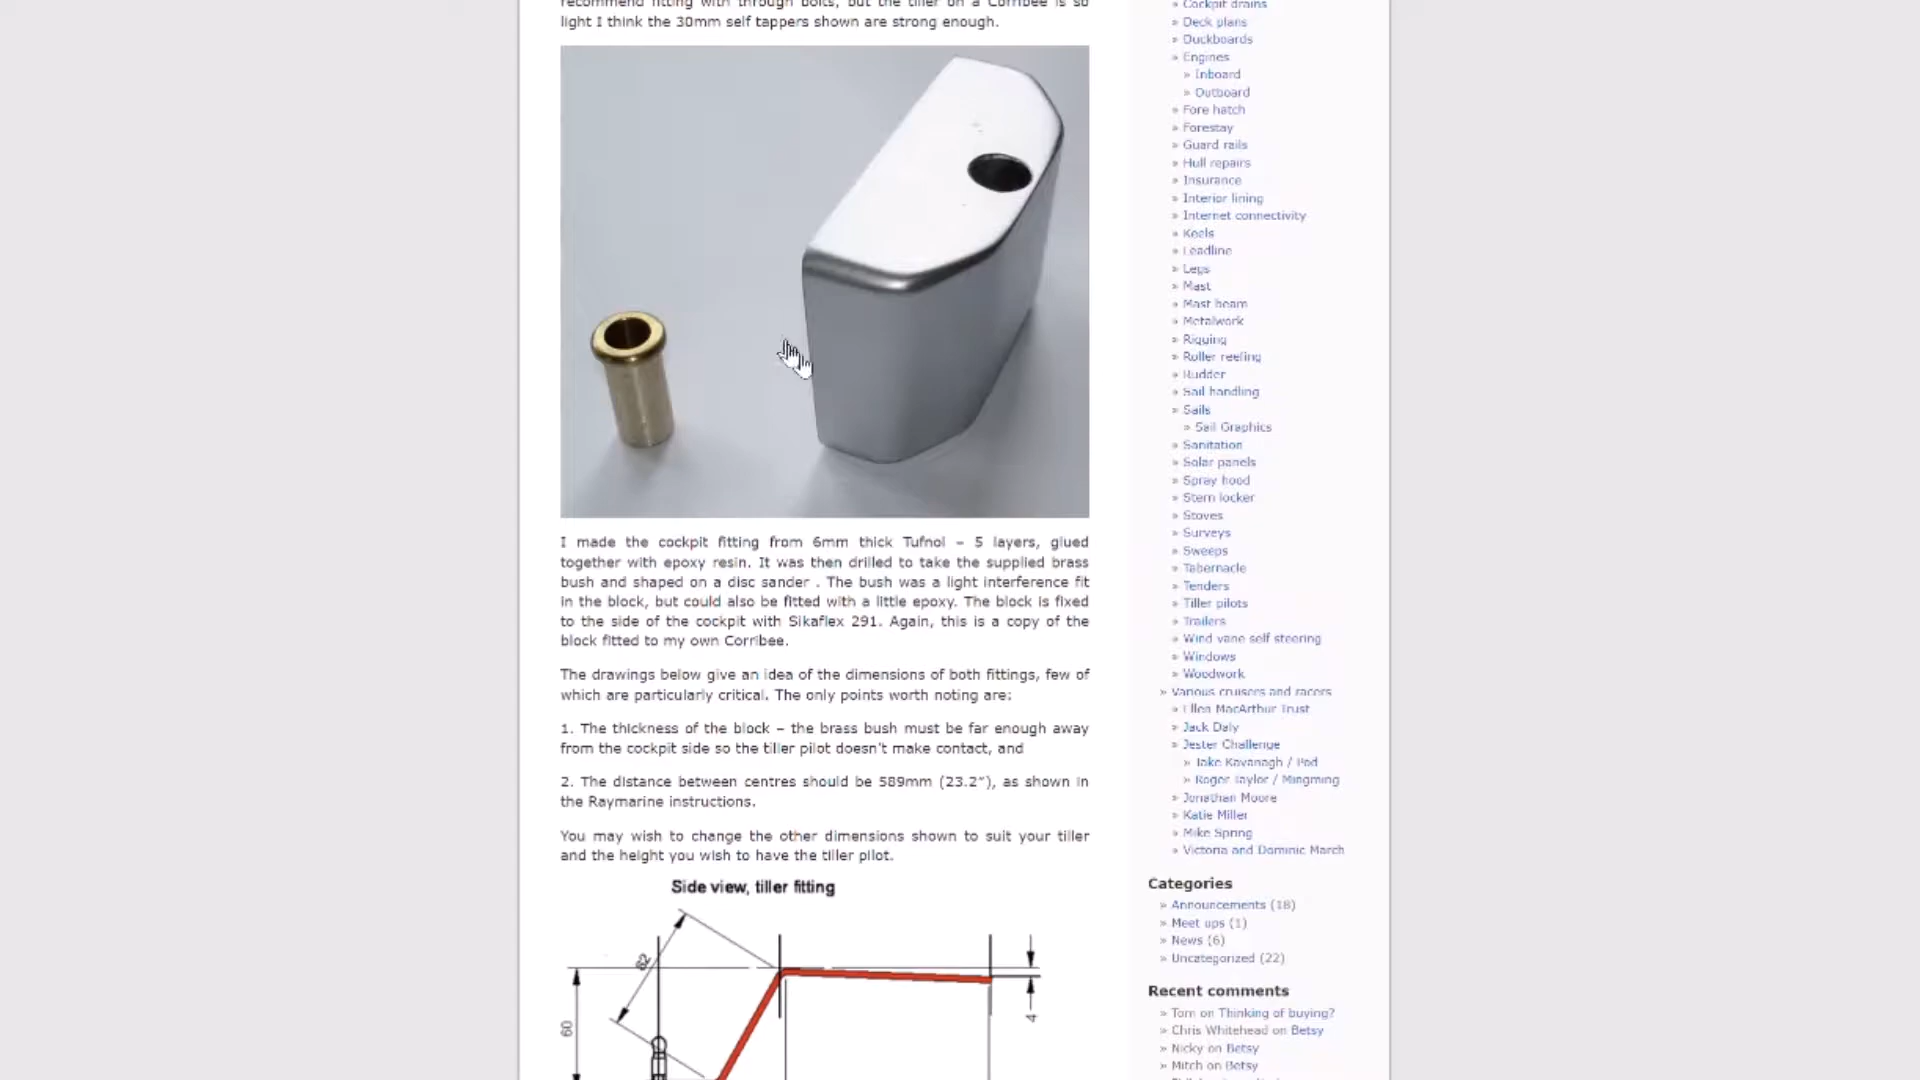 recommend fitting with through bolts, but the tiller on a Corribee is so
light I think the 30mm self tappers shown are strong enough.
I made the cockpit fitting from 6mm thick Tufnol – 5 layers, glued
together with epoxy resin. It was then drilled to take the supplied brass
bush and shaped on a disc sander . The bush was a light interference fit
in the block, but could also be fitted with a little epoxy. The block is fixed
to the side of the cockpit with Sikaflex 291. Again, this is a copy of the
block fitted to my own Corribee.
The drawings below give an idea of the dimensions of both fittings, few of
which are particularly critical. The only points worth noting are:
1. The thickness of the block – the brass bush must be far enough away
from the cockpit side so the tiller pilot doesn't make contact, and
2. The distance between centres should be 589mm (23.2"), as shown in
the Raymarine instructions.
You may wish to change the other dimensions shown to suit your tiller
and the height you wish to have the tiller pilot.
Side view, tiller fitting
82
60
4
» Cockpit drains
» Deck plans
» Duckboards
» Engines
» Inboard
» Outboard
» Fore hatch
» Forestay
» Guard rails
» Hull repairs
» Insurance
» Interior lining
» Internet connectivity
» Keels
» Leadline
» Legs
» Mast
» Mast beam
» Metalwork
» Rigging
» Roller reefing
» Rudder
» Sail handling
» Sails
» Sail Graphics
» Sanitation
» Solar panels
» Spray hood
» Stern locker
» Stoves
» Surveys
» Sweeps
» Tabernacle
» Tenders
» Tiller pilots
» Trailers
» Wind vane self steering
» Windows
» Woodwork
» Various cruisers and racers
» Ellen MacArthur Trust
» Jack Daly
» Jester Challenge
» Jake Kavanagh / Pod
» Roger Taylor / Mingming
» Jonathan Moore
» Katie Miller
» Mike Spring
» Victoria and Dominic March
Categories
» Announcements (18)
» Meet ups (1)
» News (6)
» Uncategorized (22)
Recent comments
» Tom on Thinking of buying?
» Chris Whitehead on Betsy
» Nicky on Betsy
» Mitch on Betsy